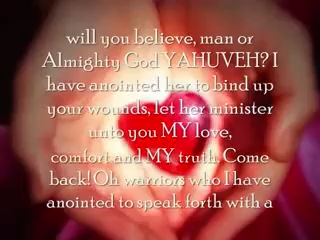 will you believe, man or
Almighty God YAHUVEH? I
have anointed her to bind up
your wounds, let her minister
unto you MY love,
comfort and MY truth. Come
back! Oh warriors who I have
anointed to speak forth with a